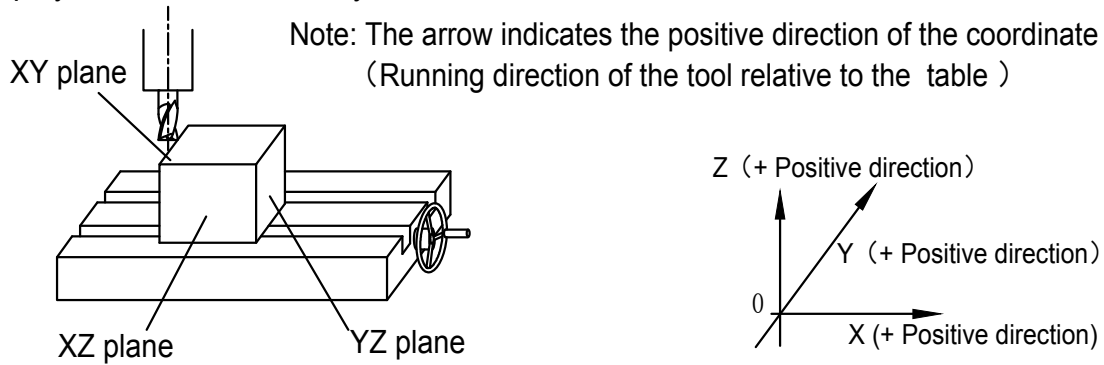 Note: The arrow indicates the positive direction of the coordinate
（Running direction of the tool relative to the table ）
XY plane
XZ plane
YZ plane
Z（+ Positive direction）
Y（+ Positive direction）
0
X (+ Positive direction)